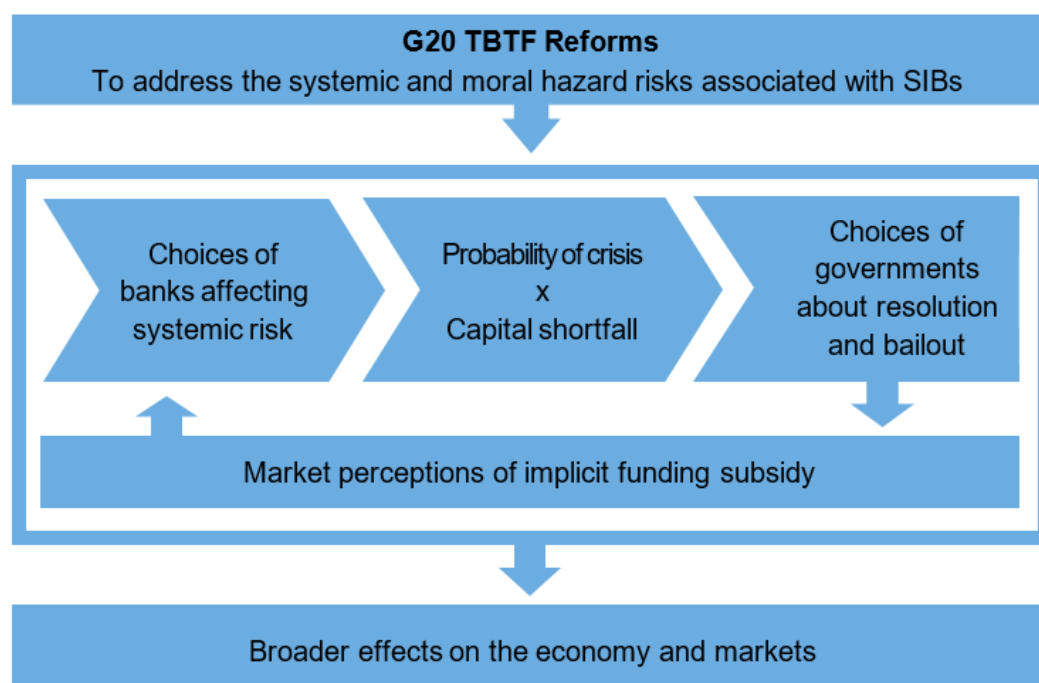 G20 TBTF Reforms
To address the systemic and moral hazard risks associated with SIBs
Choices of
banks affecting
systemic risk
Probability of crisis
x
Capital shortfall
Choices of
governments
about resolution
and bailout
Market perceptions of implicit funding subsidy
Broader effects on the economy and markets